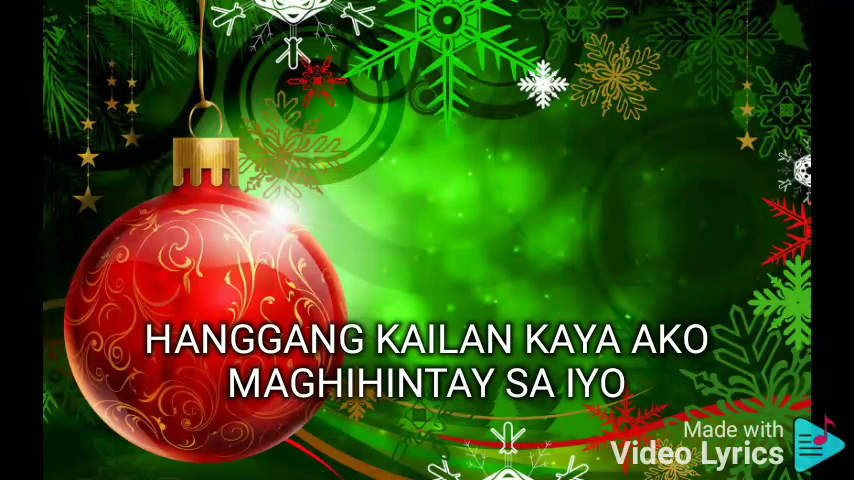 HANGGANG KAILAN KAYA AKO
MAGHIHINTAY SA IYO
Made with
Video Lyrics